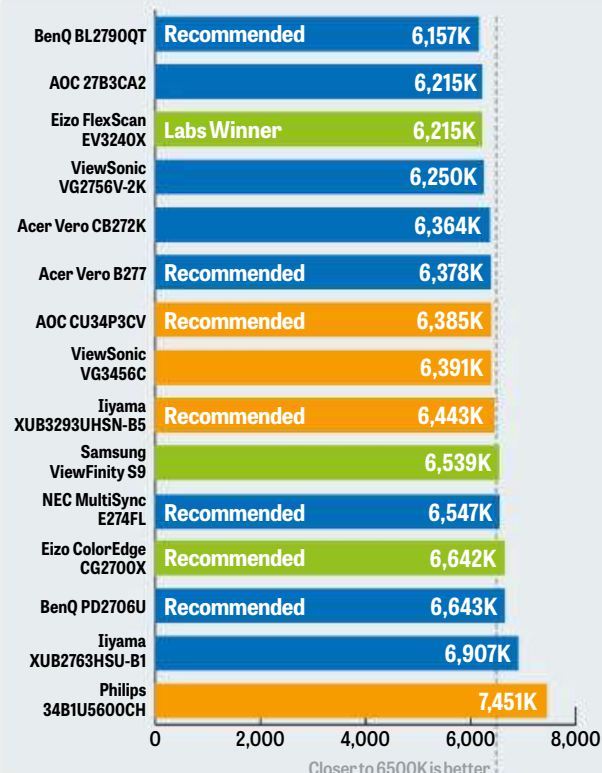 BenQ BL2790QT Recommended 6,157K
AOC 27B3CA2 6,215K
Eizo FlexScan
EV3240X Labs Winner 6,215K
ViewSonic
VG2756V-2K 6,250K
Acer Vero CB272K 6,364K
Acer Vero B277 Recommended 6,378K
AOC CU34P3CV Recommended 6,385K
ViewSonic
VG3456C 6,391K
Iiyama
XUB3293UHSN-B5 Recommended 6,443K
Samsung
ViewFinity S9 6,539K
NEC MultiSync
E274FL Recommended 6,547K
Eizo ColorEdge
CG2700X Recommended 6,642K
BenQ PD2706U Recommended 6,643K
Iiyama
XUB2763HSU-B1 6,907K
Philips
34B1U5600CH 7,451K
0 2,000 4,000 6,000 8,000
Closer to 6500K is better